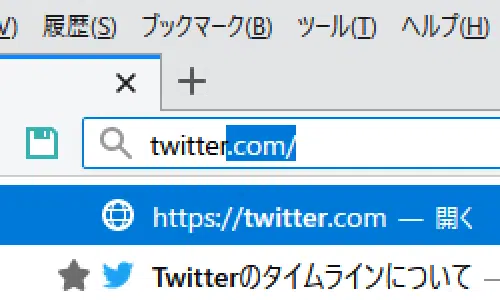 V) 履歴(S) ブックマーク(B) ツール(T) ヘルプ(H)
twitter.com/
https://twitter.com — 開く
Twitterのタイムラインについて —